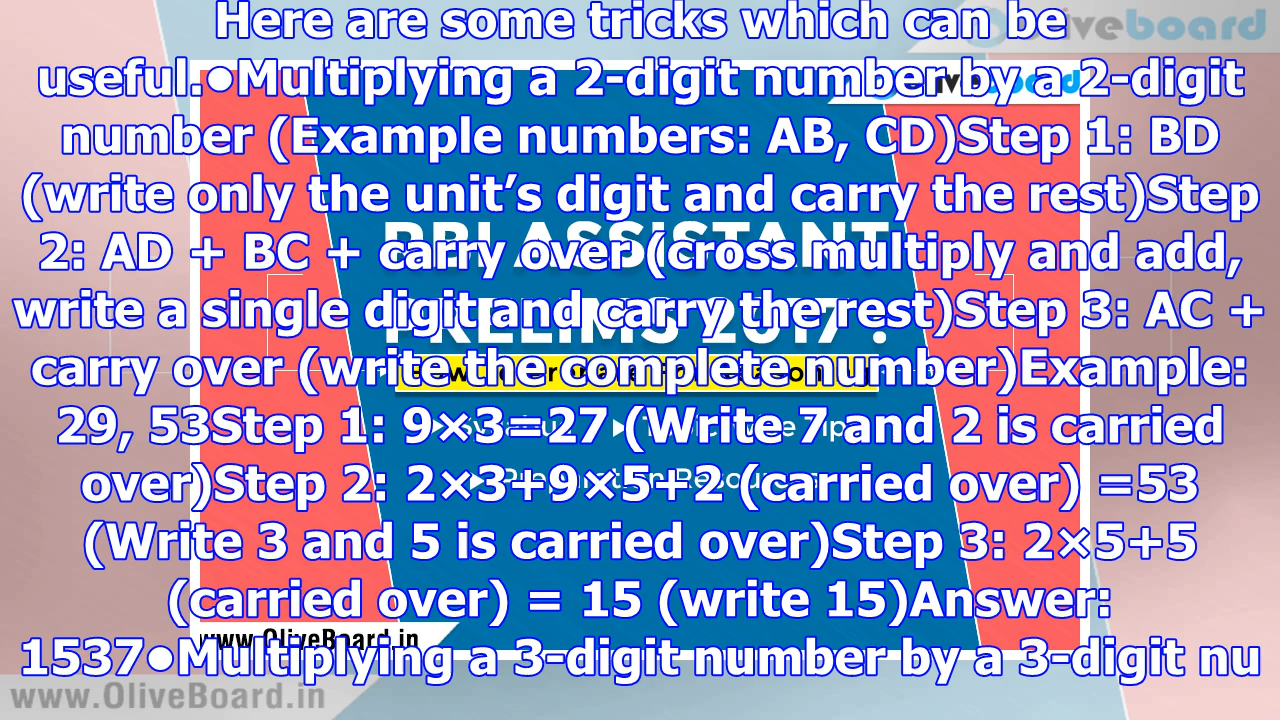 Here are some tricks which can be
useful.●Multiplying a 2-digit number by a 2-digit
number (Example numbers: AB, CD)Step 1: BD
(write only the unit’s digit and carry the rest)Step
2: AD + BC + carry over (cross multiply and add,
write a single digit and carry the rest)Step 3: AC +
carry over (write the complete number)Example:
29, 53Step 1: 9×3=27 (Write 7 and 2 is carried
over)Step 2: 2×3+9×5+2 (carried over) =53
(Write 3 and 5 is carried over)Step 3: 2×5+5
(carried over) = 15 (write 15)Answer:
1537●Multiplying a 3-digit number by a 3-digit nu
Oliveboard
RBI ASSISTANT
PRELIMS 2017
www.OliveBoard.in
www.OliveBoard.in